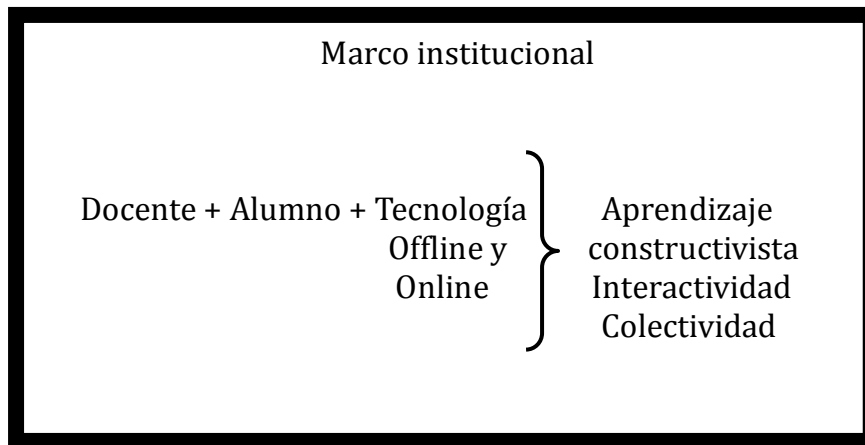 Marco institucional
Docente + Alumno + Tecnología
Offline y
Online
Aprendizaje
constructivista
Interactividad
Colectividad